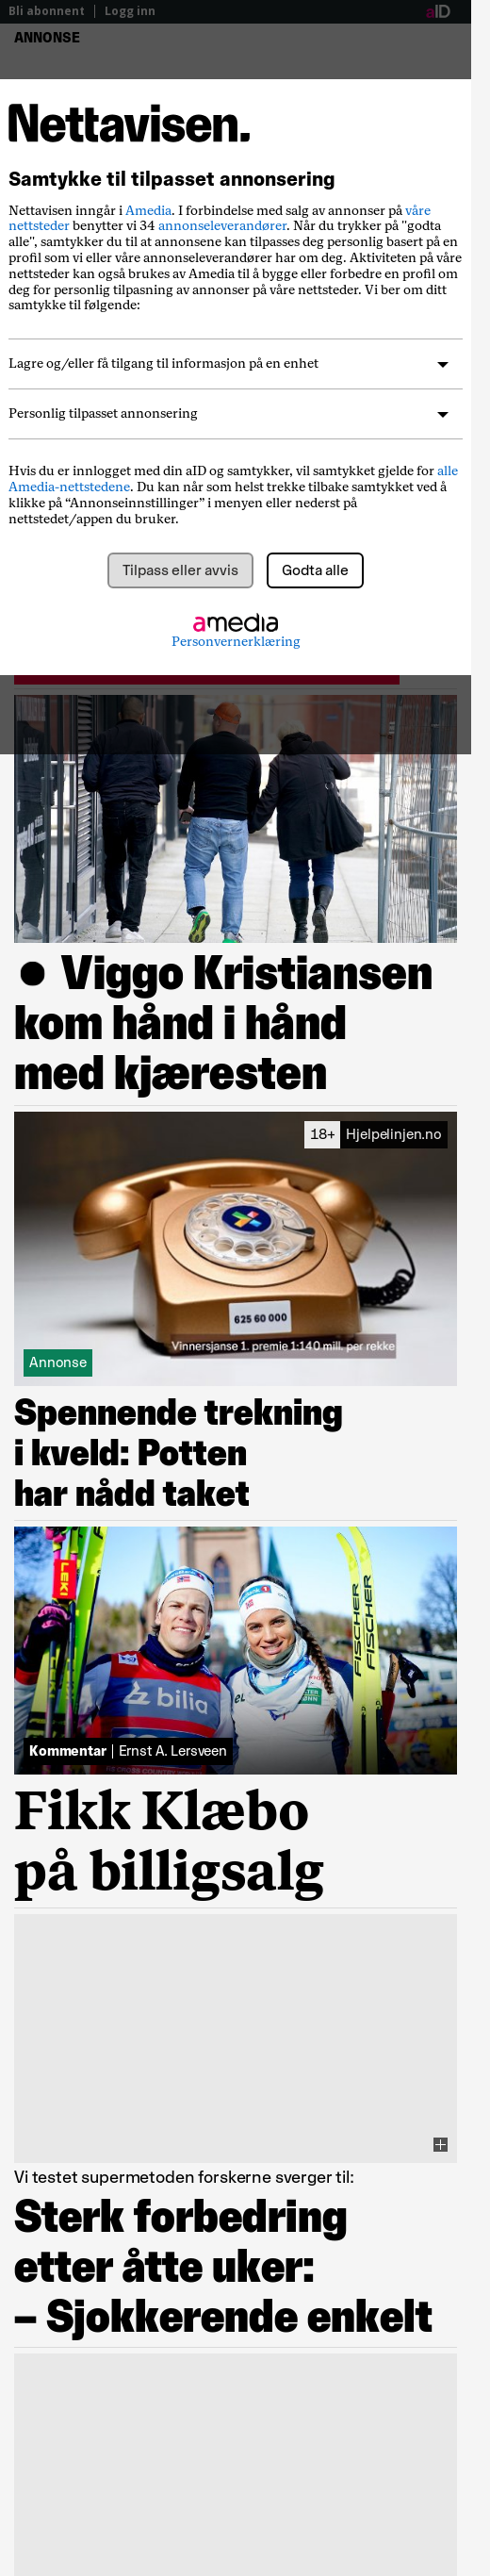 Bli abonnent | Logg inn
aID
ANNONSE
Nettavisen.
Samtykke til tilpasset annonsering
Nettavisen inngår i Amedia. I forbindelse med salg av annonser på våre
nettsteder benytter vi 34 annonseleverandører. Når du trykker på "godta
alle", samtykker du til at annonsene kan tilpasses deg personlig basert på en
profil som vi eller våre annonseleverandører har om deg. Aktiviteten på våre
nettsteder kan også brukes av Amedia til å bygge eller forbedre en profil om
deg for personlig tilpasning av annonser på våre nettsteder. Vi ber om ditt
samtykke til følgende:
Lagre og/eller få tilgang til informasjon på en enhet
Personlig tilpasset annonsering
Hvis du er innlogget med din aID og samtykker, vil samtykket gjelde for alle
Amedia-nettstedene. Du kan når som helst trekke tilbake samtykket ved å
klikke på “Annonseinnstillinger” i menyen eller nederst på
nettstedet/appen du bruker.
Tilpass eller avvis
Godta alle
amedia
Personvernerklæring
● Viggo Kristiansen
kom hånd i hånd
med kjæresten
18+ Hjelpelinjen.no
625 60 000
Vinnersjanse 1. premie 1:140 mill. per rekke
Annonse
Spennende trekning
i kveld: Potten
har nådd taket
LEKI
FISCHER
FISCHER
bilia
Kommentar | Ernst A. Lersveen
Fikk Klæbo
på billigsalg
Vi testet supermetoden forskerne sverger til:
Sterk forbedring
etter åtte uker:
– Sjokkerende enkelt